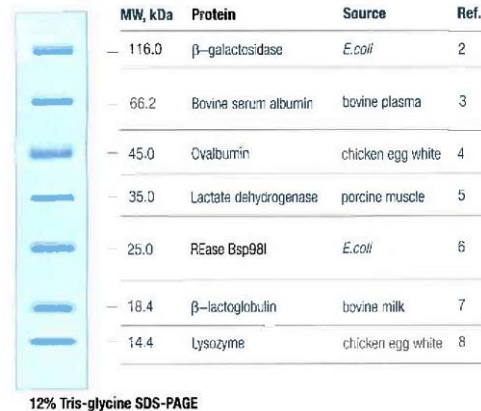 MW, kDa Protein Source Ref.
116.0 β–galactosidase E.coli 2
66.2 Bovine serum albumin bovine plasma 3
45.0 Ovalbumin chicken egg white 4
35.0 Lactate dehydrogenase porcine muscle 5
25.0 REase Bsp98I E.coli 6
18.4 β–lactoglobulin bovine milk 7
14.4 Lysozyme chicken egg white 8
12% Tris-glycine SDS-PAGE